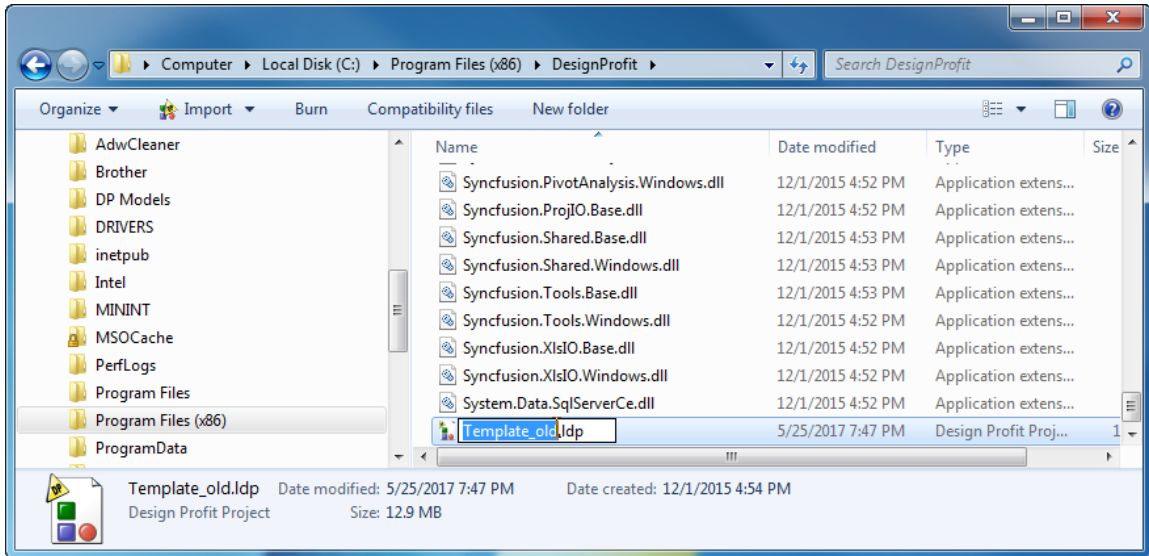 Computer ▸ Local Disk (C:) ▸ Program Files (x86) ▸ DesignProfit ▸ Search DesignProfit
Organize Import Burn Compatibility files New folder
AdwCleaner
Brother
DP Models
DRIVERS
inetpub
Intel
MININT
MSOCache
PerfLogs
Program Files
Program Files (x86)
ProgramData
Name Date modified Type Size
Syncfusion.PivotAnalysis.Windows.dll 12/1/2015 4:52 PM Application extens...
Syncfusion.ProjIO.Base.dll 12/1/2015 4:52 PM Application extens...
Syncfusion.Shared.Base.dll 12/1/2015 4:53 PM Application extens...
Syncfusion.Shared.Windows.dll 12/1/2015 4:53 PM Application extens...
Syncfusion.Tools.Base.dll 12/1/2015 4:53 PM Application extens...
Syncfusion.Tools.Windows.dll 12/1/2015 4:52 PM Application extens...
Syncfusion.XlsIO.Base.dll 12/1/2015 4:52 PM Application extens...
Syncfusion.XlsIO.Windows.dll 12/1/2015 4:52 PM Application extens...
System.Data.SqlServerCe.dll 12/1/2015 4:52 PM Application extens...
Template_old.ldp 5/25/2017 7:47 PM Design Profit Proj... 1
DP
Template_old.ldp Date modified: 5/25/2017 7:47 PM Date created: 12/1/2015 4:54 PM
Design Profit Project Size: 12.9 MB